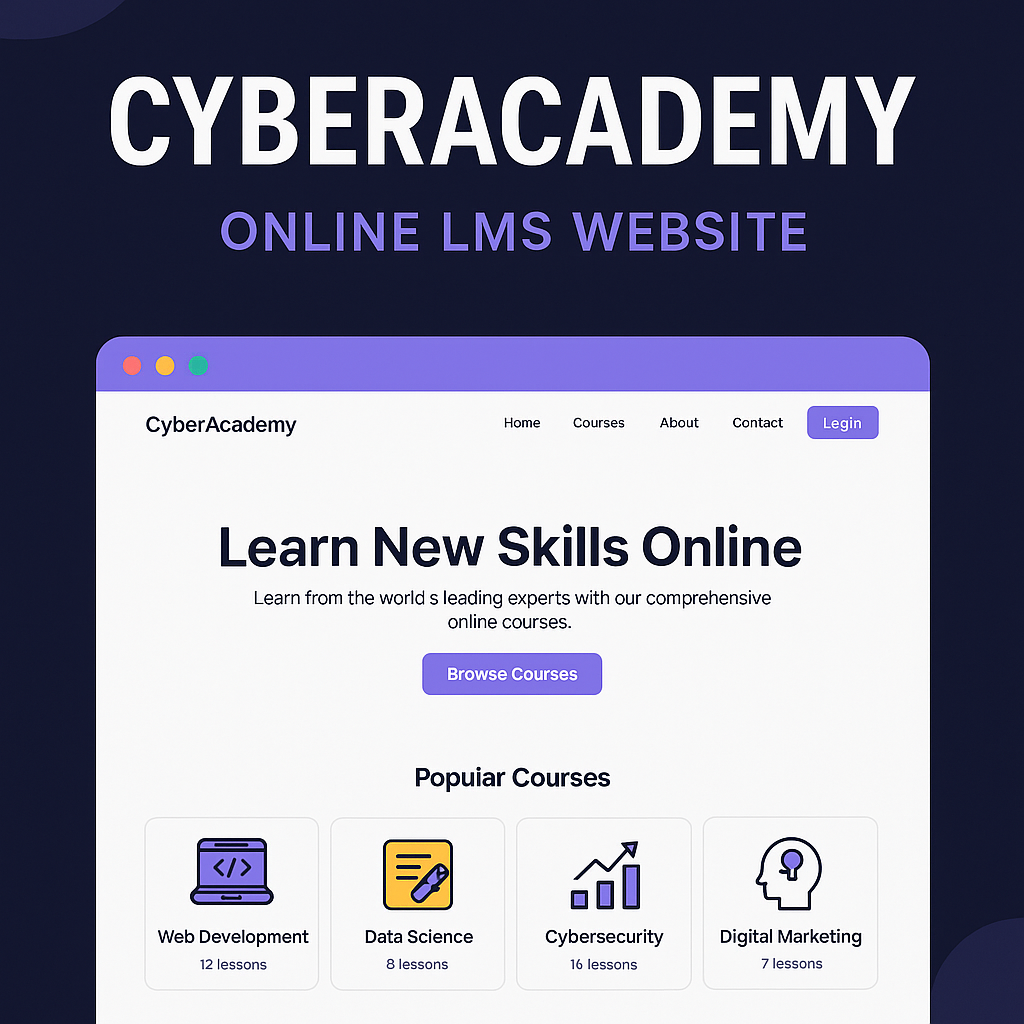 CYBERACADEMY
ONLINE LMS WEBSITE
CyberAcademy Home Courses About Contact Legin
Learn New Skills Online
Learn from the world s leading experts with our comprehensive
online courses.
Browse Courses
Popuiar Courses
Web Development Data Science Cybersecurity Digital Marketing
12 lessons 8 lessons 16 lessons 7 lessons